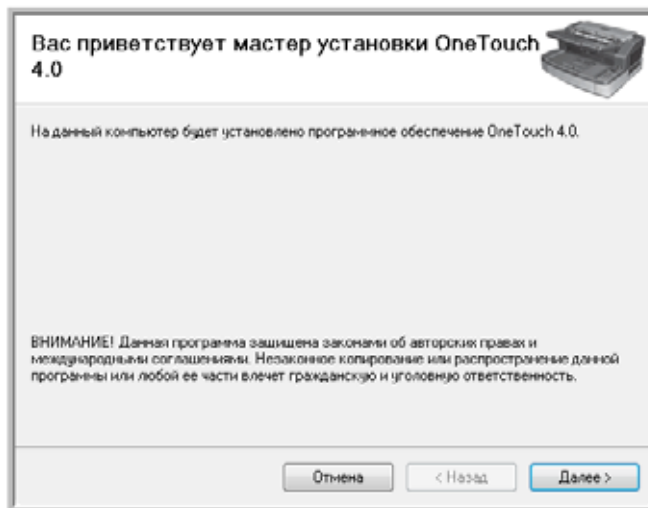 Вас приветствует мастер установки OneTouch
4.0
На данный компьютер будет установлено программное обеспечение OneTouch 4.0.
ВНИМАНИЕ! Данная программа защищена законами об авторских правах и
международными соглашениями. Незаконное копирование или распространение данной
программы или любой ее части влечет гражданскую и уголовную ответственность.
Отмена
< Назад
Далее >